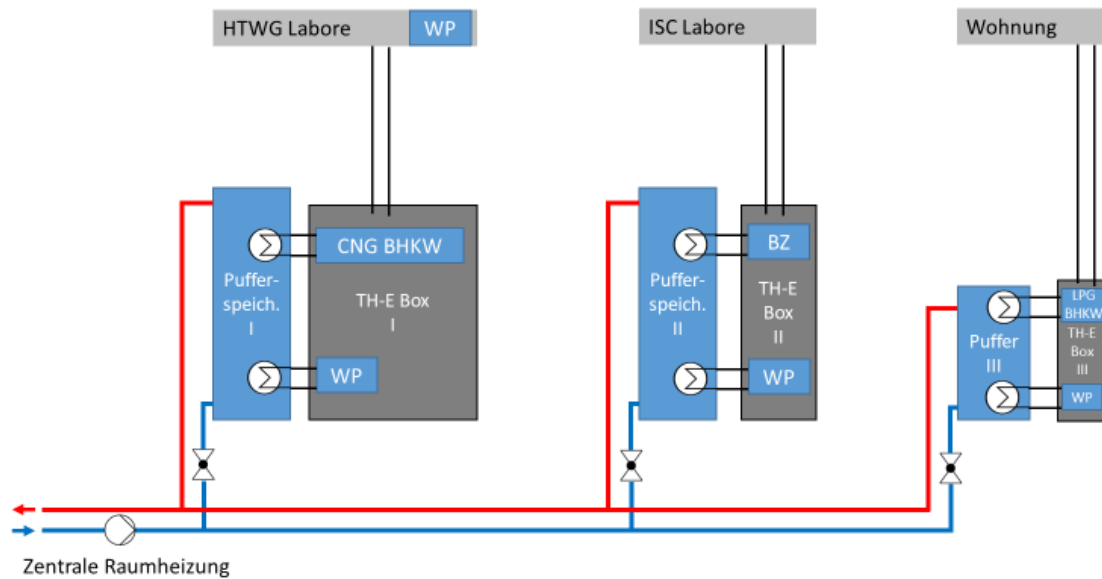 HTWG Labore
WP
ISC Labore
Wohnung
CNG BHKW
Puffer-
speich.
I
TH-E Box
I
WP
BZ
Puffer-
speich.
II
TH-E
Box
II
WP
LPG
BHKW
Puffer
III
TH-E
Box
III
WP
Zentrale Raumheizung